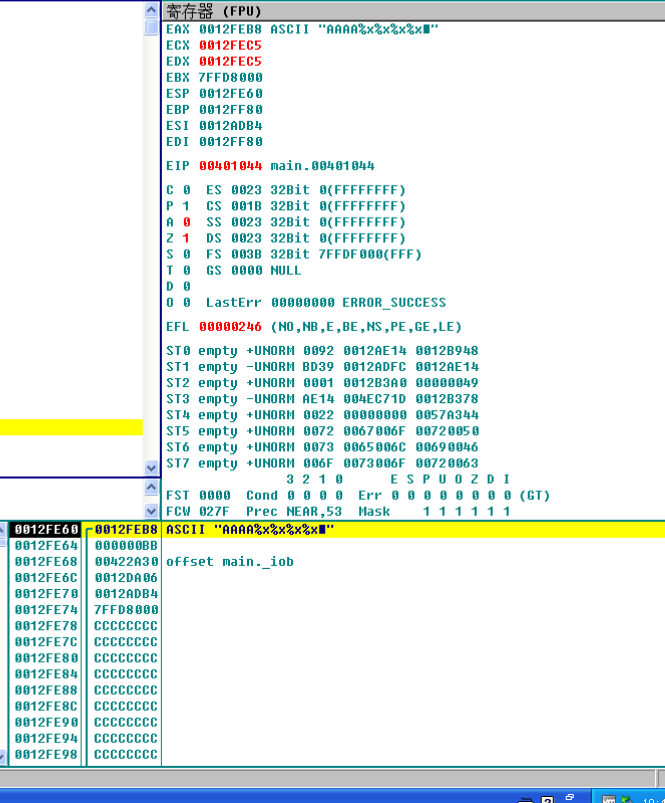 寄存器 (FPU)
EAX 0012FEB8 ASCII "AAAA%x%x%x%x■"
ECX 0012FEC5
EDX 0012FEC5
EBX 7FFD8000
ESP 0012FE60
EBP 0012FF80
ESI 0012ADB4
EDI 0012FF80
EIP 00401044 main.00401044
C 0 ES 0023 32Bit 0(FFFFFFFF)
P 1 CS 001B 32Bit 0(FFFFFFFF)
A 0 SS 0023 32Bit 0(FFFFFFFF)
Z 1 DS 0023 32Bit 0(FFFFFFFF)
S 0 FS 003B 32Bit 7FFDF000(FFF)
T 0 GS 0000 NULL
D 0
O 0 LastErr 00000000 ERROR_SUCCESS
EFL 00000246 (NO,NB,E,BE,NS,PE,GE,LE)
ST0 empty +UNORM 0092 0012AE14 0012B948
ST1 empty -UNORM BD39 0012ADFC 0012AE14
ST2 empty +UNORM 0001 0012B3A0 00000049
ST3 empty -UNORM AE14 004EC71D 0012B378
ST4 empty +UNORM 0022 00000000 0057A344
ST5 empty +UNORM 0072 0067006F 00720050
ST6 empty +UNORM 0073 0065006C 00690046
ST7 empty +UNORM 006F 0073006F 00720063
3 2 1 0 E S P U O Z D I
FST 0000 Cond 0 0 0 0 Err 0 0 0 0 0 0 0 0 (GT)
FCW 027F Prec NEAR,53 Mask 1 1 1 1 1 1
0012FE60 0012FEB8 ASCII "AAAA%x%x%x%x■"
0012FE64 000000BB
0012FE68 00422A30 offset main._iob
0012FE6C 0012DA06
0012FE70 0012ADB4
0012FE74 7FFD8000
0012FE78 CCCCCCCC
0012FE7C CCCCCCCC
0012FE80 CCCCCCCC
0012FE84 CCCCCCCC
0012FE88 CCCCCCCC
0012FE8C CCCCCCCC
0012FE90 CCCCCCCC
0012FE94 CCCCCCCC
0012FE98 CCCCCCCC